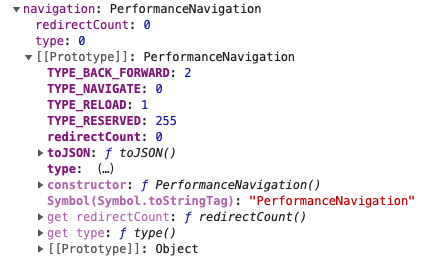 ▼navigation: PerformanceNavigation
redirectCount: 0
type: 0
▼[[Prototype]]: PerformanceNavigation
TYPE_BACK_FORWARD: 2
TYPE_NAVIGATE: 0
TYPE_RELOAD: 1
TYPE_RESERVED: 255
redirectCount: 0
▶toJSON: ƒ toJSON()
type: (…)
▶constructor: ƒ PerformanceNavigation()
Symbol(Symbol.toStringTag): "PerformanceNavigation"
▶get redirectCount: ƒ redirectCount()
▶get type: ƒ type()
▶[[Prototype]]: Object